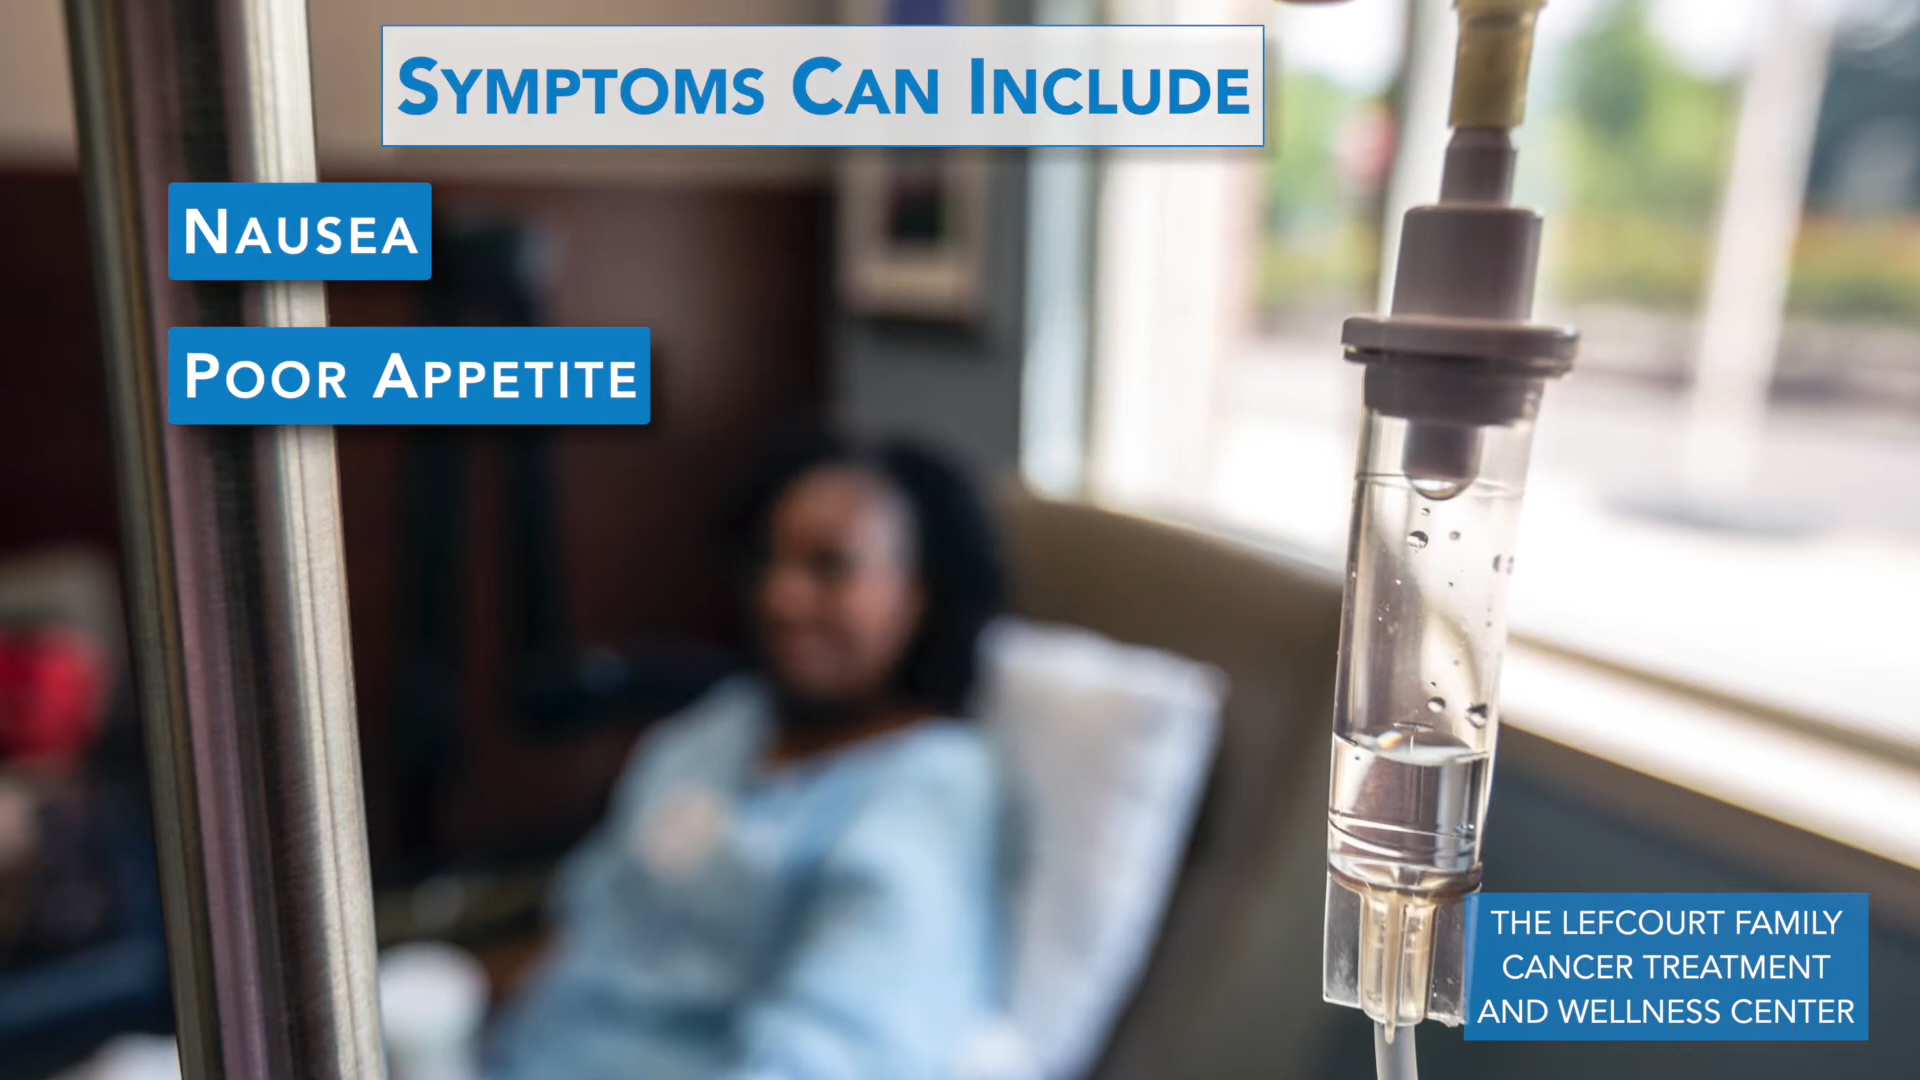 SYMPTOMS CAN INCLUDE
NAUSEA
POOR APPETITE
THE LEFCOURT FAMILY
CANCER TREATMENT
AND WELLNESS CENTER